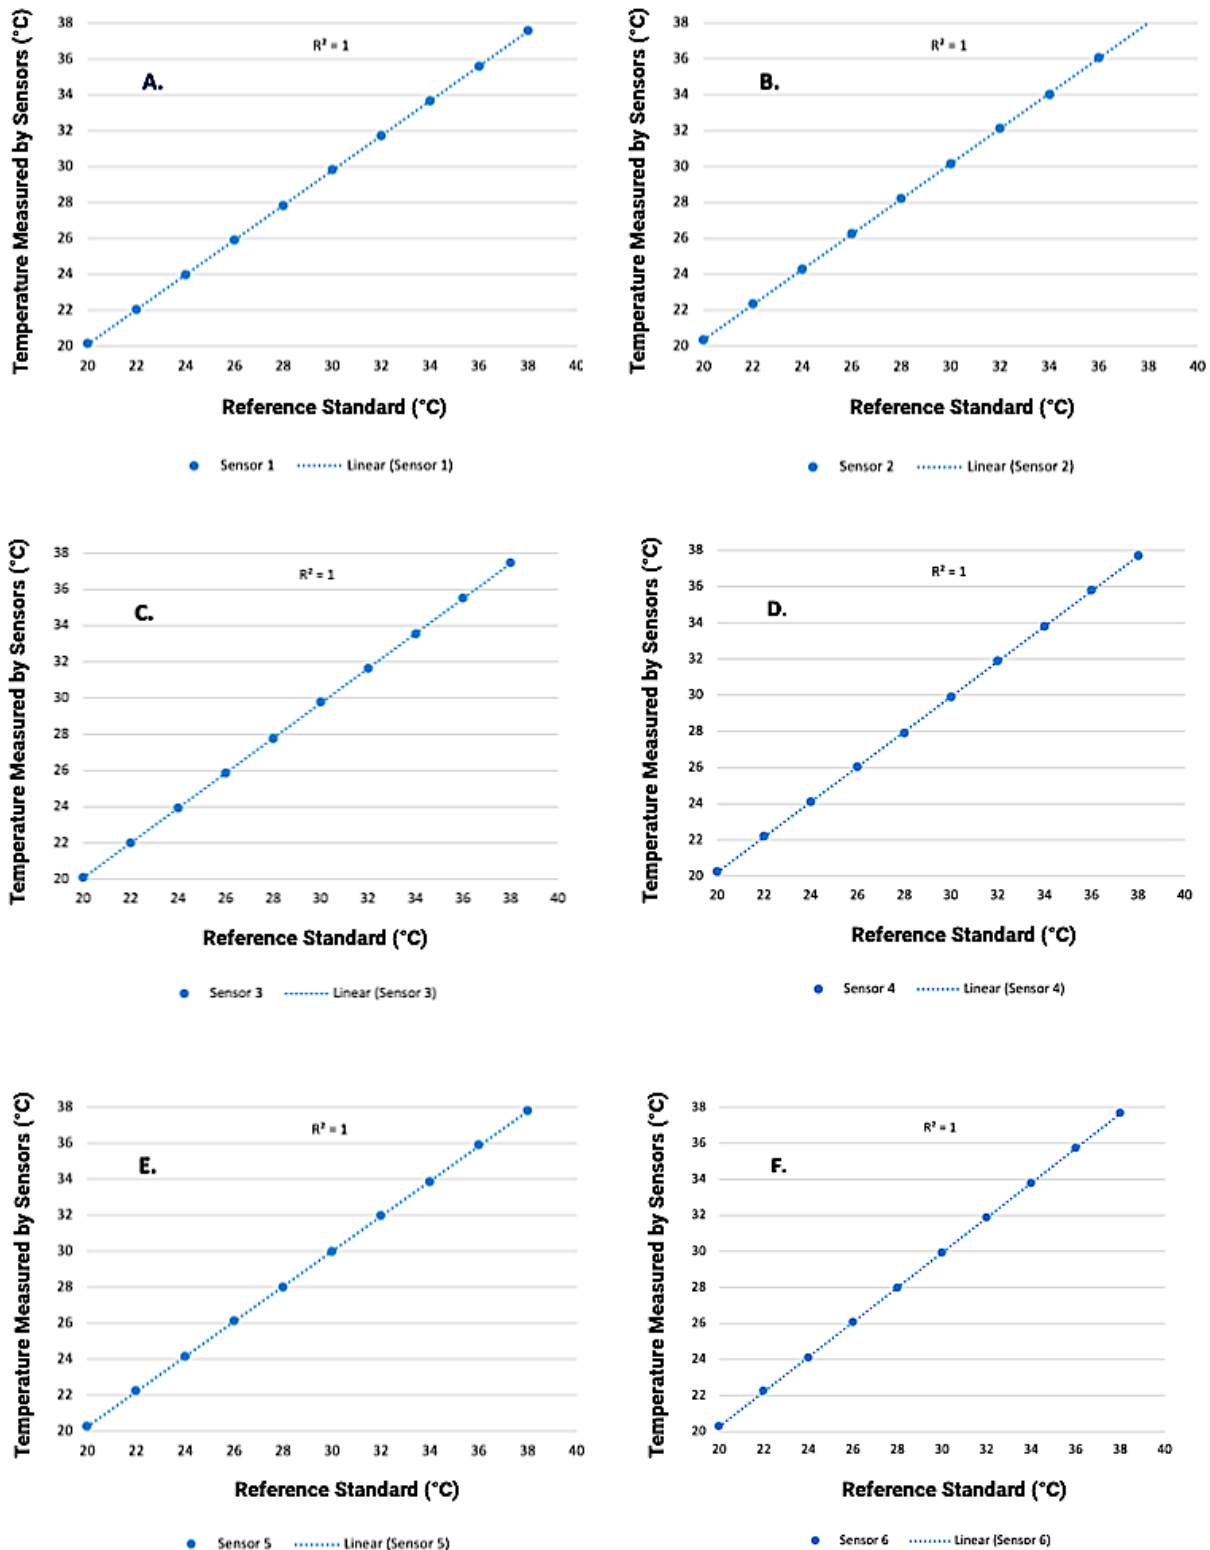 Temperature Measured by Sensors (°C)
38
36
34
32
30
28
26
24
22
20
R² = 1
A.
20 22 24 26 28 30 32 34 36 38 40
Reference Standard (°C)
Sensor 1 Linear (Sensor 1)
Temperature Measured by Sensors (°C)
38
36
34
32
30
28
26
24
22
20
R² = 1
B.
20 22 24 26 28 30 32 34 36 38 40
Reference Standard (°C)
Sensor 2 Linear (Sensor 2)
Temperature Measured by Sensors (°C)
38
36
34
32
30
28
26
24
22
20
R² = 1
C.
20 22 24 26 28 30 32 34 36 38 40
Reference Standard (°C)
Sensor 3 Linear (Sensor 3)
Temperature Measured by Sensors (°C)
38
36
34
32
30
28
26
24
22
20
R² = 1
D.
20 22 24 26 28 30 32 34 36 38 40
Reference Standard (°C)
Sensor 4 Linear (Sensor 4)
Temperature Measured by Sensors (°C)
38
36
34
32
30
28
26
24
22
20
R² = 1
E.
20 22 24 26 28 30 32 34 36 38 40
Reference Standard (°C)
Sensor 5 Linear (Sensor 5)
Temperature Measured by Sensors (°C)
38
36
34
32
30
28
26
24
22
20
R² = 1
F.
20 22 24 26 28 30 32 34 36 38 40
Reference Standard (°C)
Sensor 6 Linear (Sensor 6)